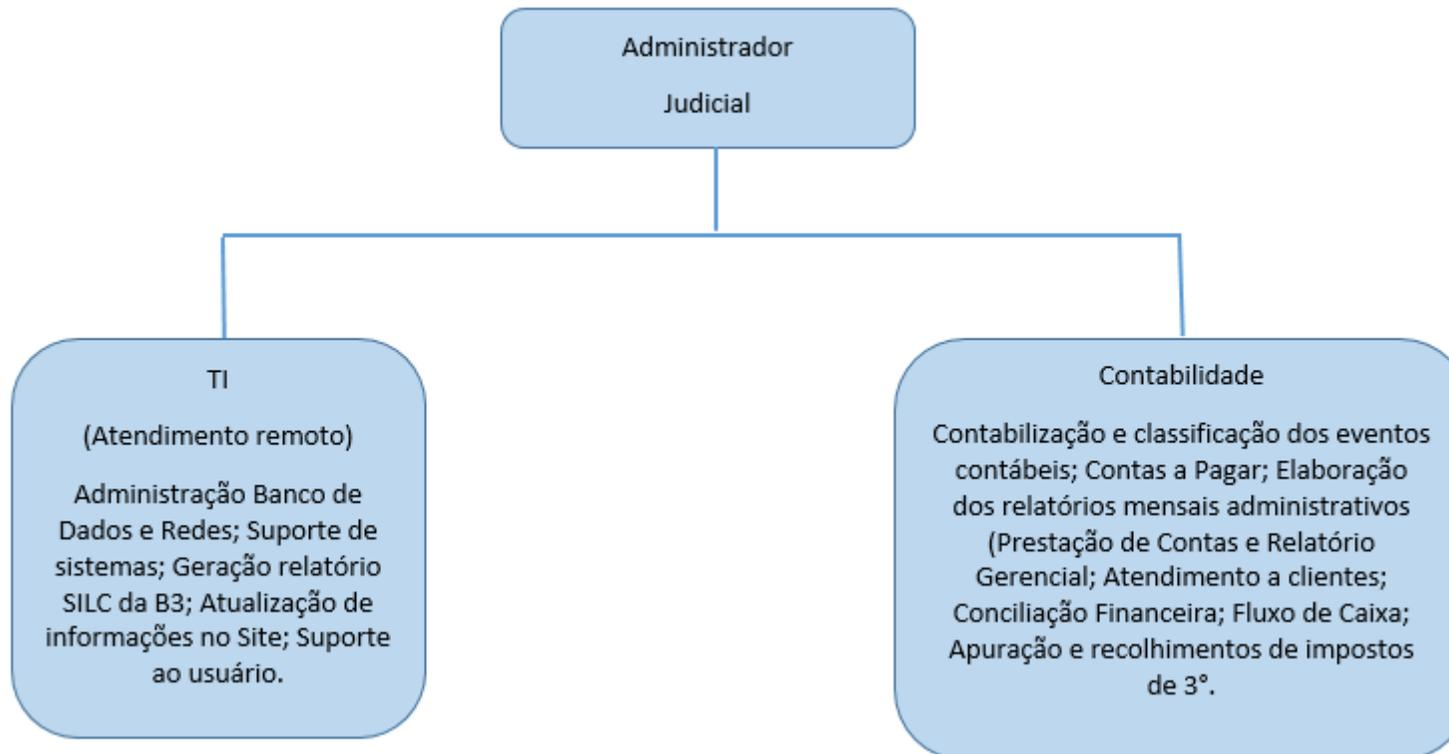 Administrador
Judicial
TI
(Atendimento remoto)
Administração Banco de
Dados e Redes; Suporte de
sistemas; Geração relatório
SILC da B3; Atualização de
informações no Site; Suporte
ao usuário.
Contabilidade
Contabilização e classificação dos eventos
contábeis; Contas a Pagar; Elaboração
dos relatórios mensais administrativos
(Prestação de Contas e Relatório
Gerencial; Atendimento a clientes;
Conciliação Financeira; Fluxo de Caixa;
Apuração e recolhimentos de impostos
de 3°.